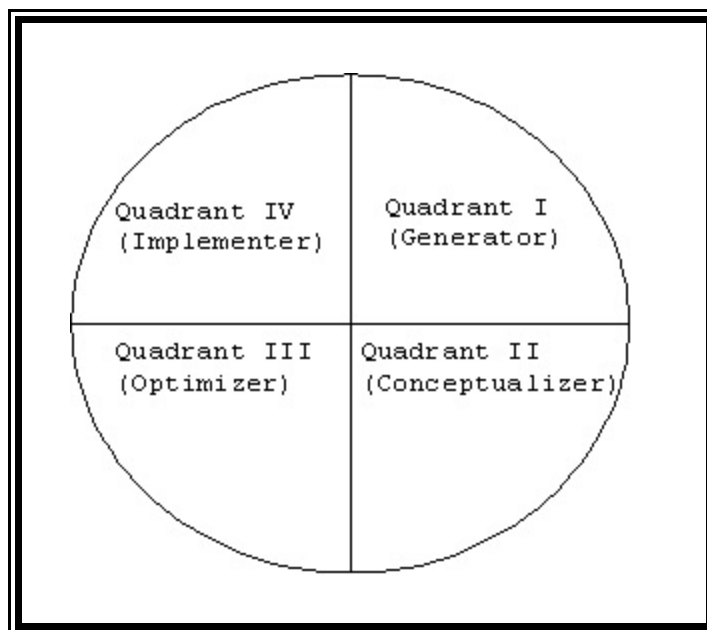 Quadrant IV
(Implementer)
Quadrant I
(Generator)
Quadrant III
(Optimizer)
Quadrant II
(Conceptualizer)